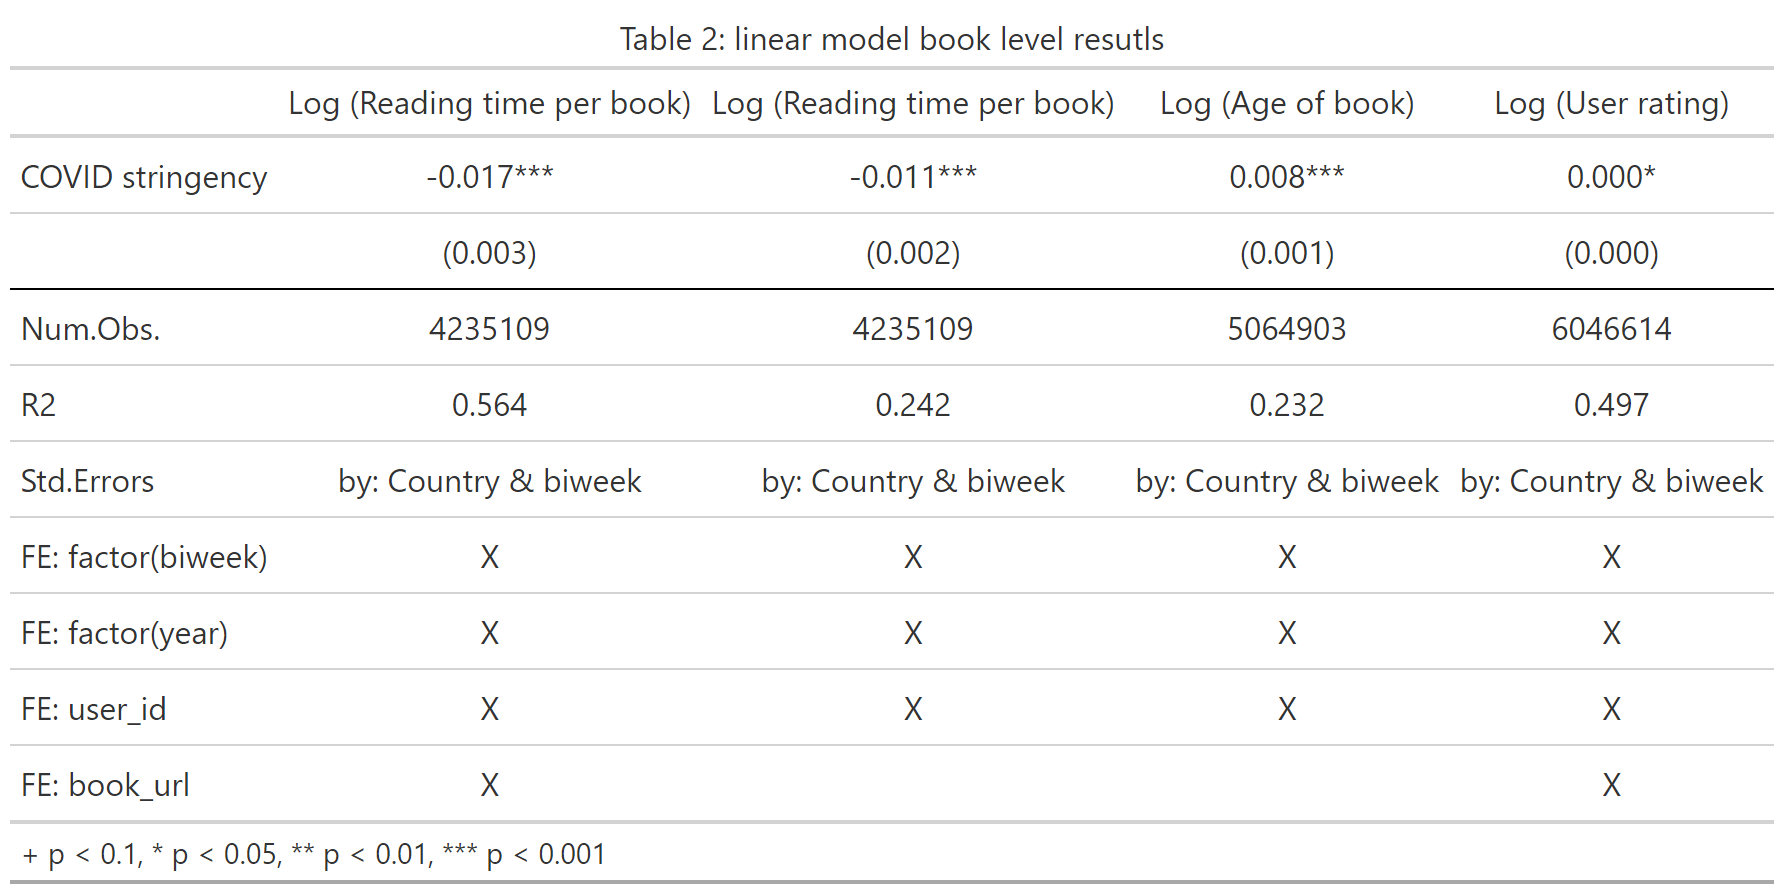 Table 2: linear model book level resutls
Log (Reading time per book) Log (Reading time per book) Log (Age of book) Log (User rating)
COVID stringency -0.017*** -0.011*** 0.008*** 0.000*
(0.003) (0.002) (0.001) (0.000)
Num.Obs. 4235109 4235109 5064903 6046614
R2 0.564 0.242 0.232 0.497
Std.Errors by: Country & biweek by: Country & biweek by: Country & biweek by: Country & biweek
FE: factor(biweek) X X X X
FE: factor(year) X X X X
FE: user_id X X X X
FE: book_url X X
+ p < 0.1, * p < 0.05, ** p < 0.01, *** p < 0.001